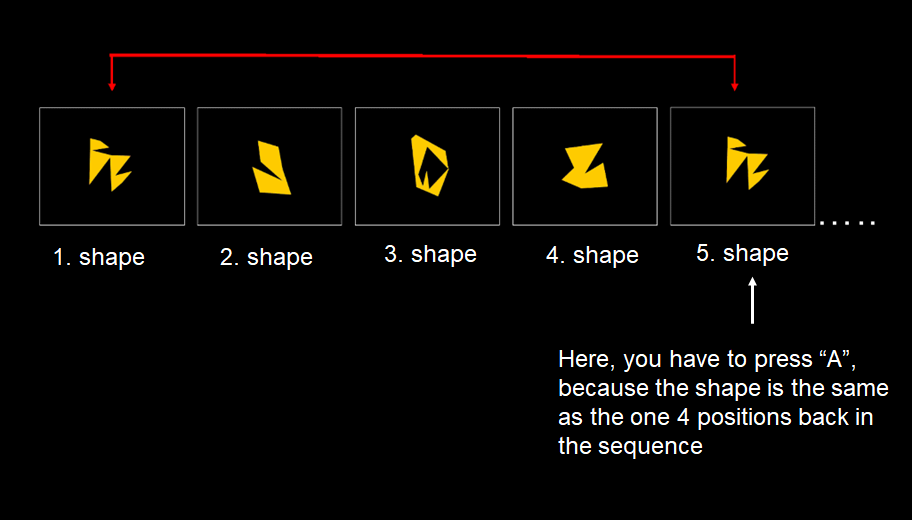 1. shape
2. shape
3. shape
4. shape
5. shape
.....
Here, you have to press “A”,
because the shape is the same
as the one 4 positions back in
the sequence